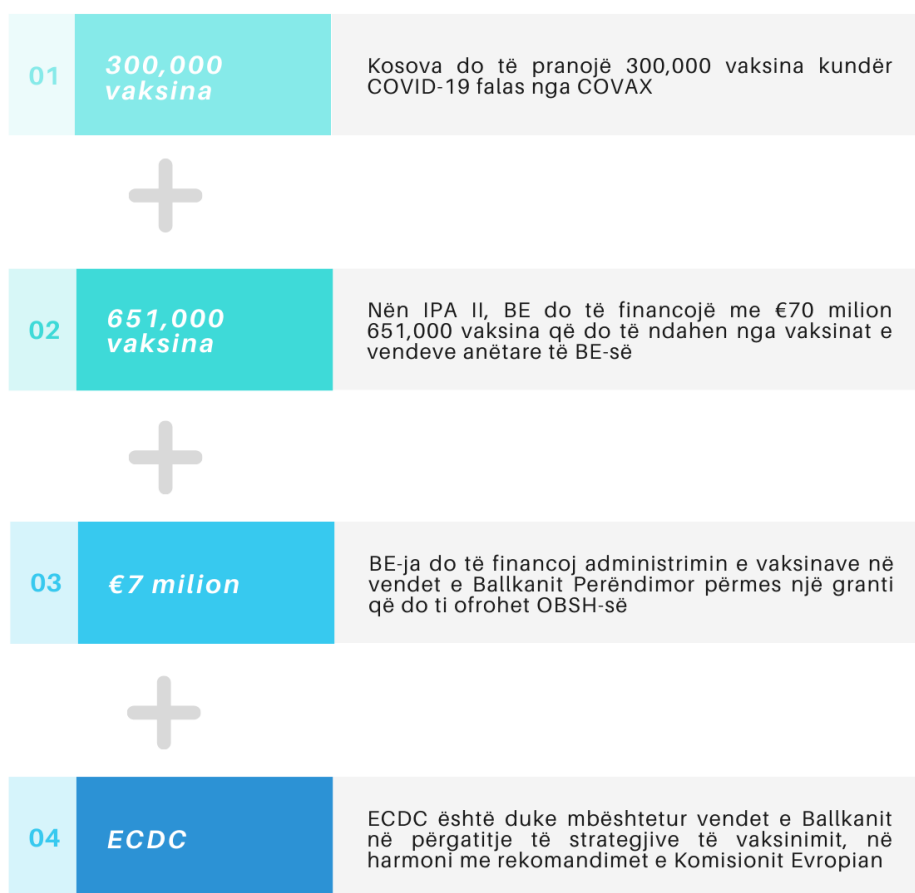 01
300,000
vaksina
Kosova do të pranojë 300,000 vaksina kundër
COVID-19 falas nga COVAX
02
651,000
vaksina
Nën IPA II, BE do të financojë me €70 milion
651,000 vaksina që do të ndahen nga vaksinat e
vendeve anëtare të BE-së
03
€7 milion
BE-ja do të financoj administrimin e vaksinave në
vendet e Ballkanit Perëndimor përmes një granti
që do ti ofrohet OBSH-së
04
ECDC
ECDC është duke mbështetur vendet e Ballkanit
në përgatitje të strategjive të vaksinimit, në
harmoni me rekomandimet e Komisionit Evropian